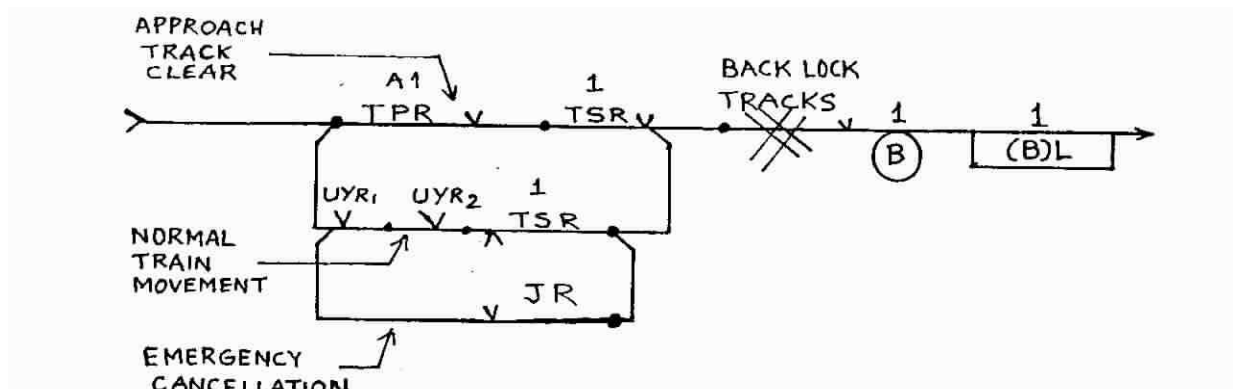 APPROACH
TRACK
CLEAR
A1
TPR
1
TSR
BACK LOCK
TRACKS
1
B
1
(B)L
UYR1
UYR2
1
TSR
NORMAL
TRAIN
MOVEMENT
JR
EMERGENCY
CANCELLATION